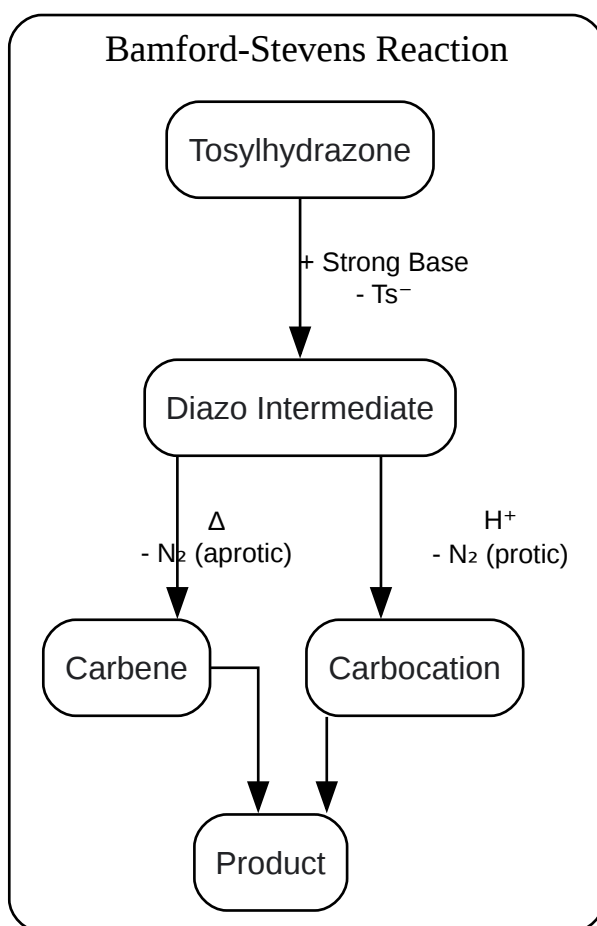 Bamford-Stevens Reaction
Tosylhydrazone
+ Strong Base
- Ts⁻
Diazo Intermediate
Δ
- N₂ (aprotic)
H⁺
- N₂ (protic)
Carbene
Carbocation
Product